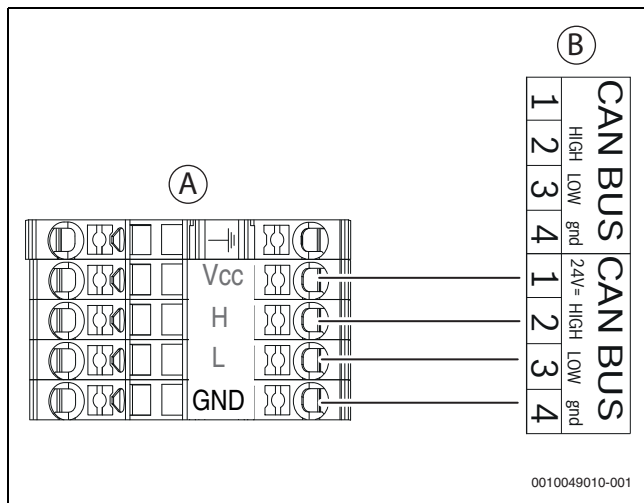 B
A
CAN BUS
1
2 HIGH
3 LOW
4 gnd
CAN BUS
1 24V=
2 HIGH
3 LOW
4 gnd
Vcc
H
L
GND
0010049010-001